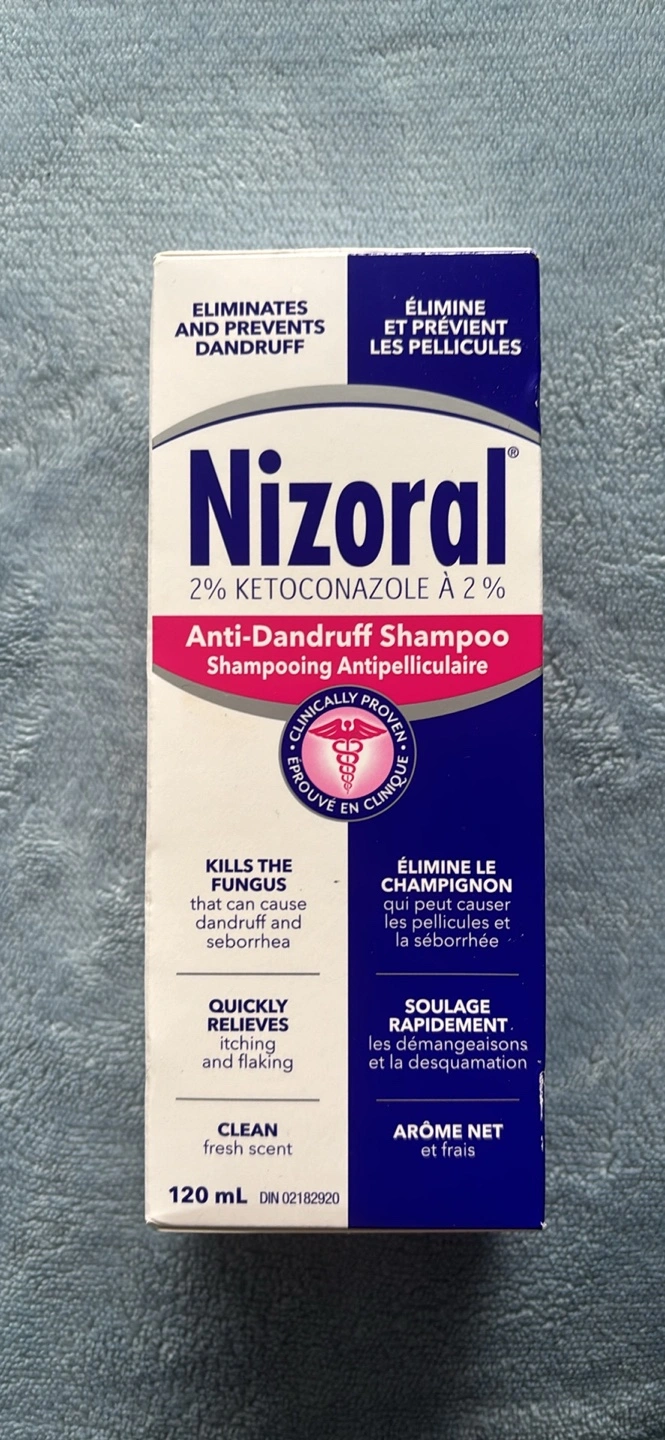 ELIMINATES
AND PREVENTS
DANDRUFF
ÉLIMINE
ET PRÉVIENT
LES PELLICULES
Nizoral®
2% KETOCONAZOLE À 2 %
Anti-Dandruff Shampoo
Shampooing Antipelliculaire
• CLINICALLY PROVEN •
ÉPROUVÉ EN CLINIQUE
KILLS THE
FUNGUS
that can cause
dandruff and
seborrhea
ÉLIMINE LE
CHAMPIGNON
qui peut causer
les pellicules et
la séborrhée
QUICKLY
RELIEVES
itching
and flaking
SOULAGE
RAPIDEMENT
les démangeaisons
et la desquamation
CLEAN
fresh scent
ARÔME NET
et frais
120 mL DIN 02182920